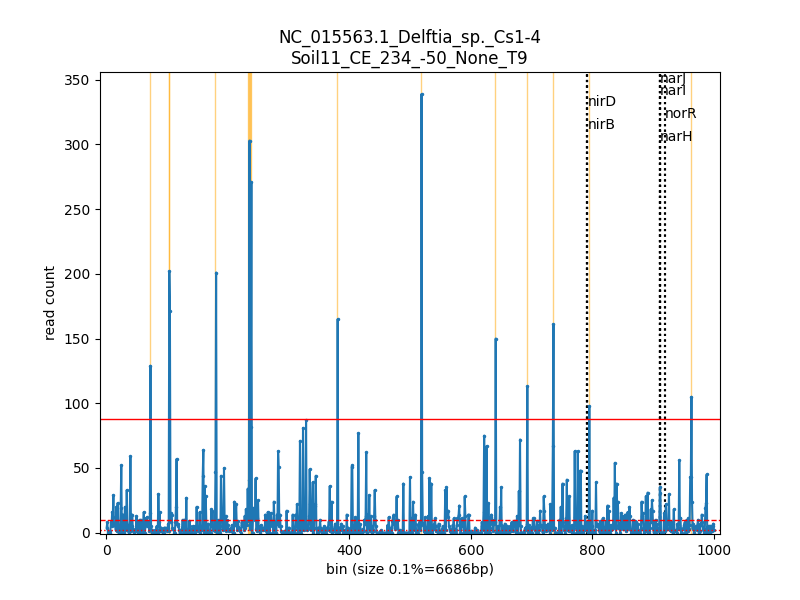 NC_015563.1_Delftia_sp._Cs1-4
Soil11_CE_234_-50_None_T9
read count
350
300
250
200
150
100
50
0
narJ
narI
nirD
norR
nirB
narH
0
200
400
600
800
1000
bin (size 0.1%=6686bp)